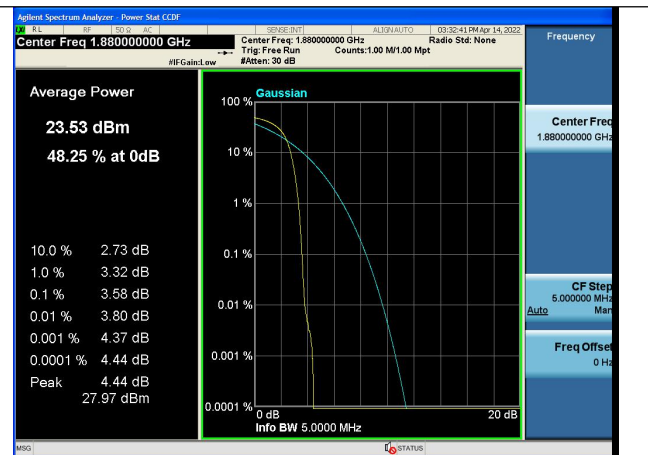 Agilent Spectrum Analyzer - Power Stat CCDF
RL RF 50 Ω AC SENSE:INT ALIGN AUTO 03:32:41 PM Apr 14, 2022
Center Freq 1.880000000 GHz
Center Freq: 1.880000000 GHz Radio Std: None
Trig: Free Run Counts:1.00 M/1.00 Mpt
#IFGain:Low #Atten: 30 dB
Frequency
Average Power
23.53 dBm
48.25 % at 0dB
10.0 % 2.73 dB
1.0 % 3.32 dB
0.1 % 3.58 dB
0.01 % 3.80 dB
0.001 % 4.37 dB
0.0001 % 4.44 dB
Peak 4.44 dB
27.97 dBm
Gaussian
100 %
10 %
1 %
0.1 %
0.01 %
0.001 %
0.0001 %
0 dB 20 dB
Info BW 5.0000 MHz
Center Freq
1.880000000 GHz
CF Step
5.000000 MHz
Auto Man
Freq Offset
0 Hz
MSG STATUS